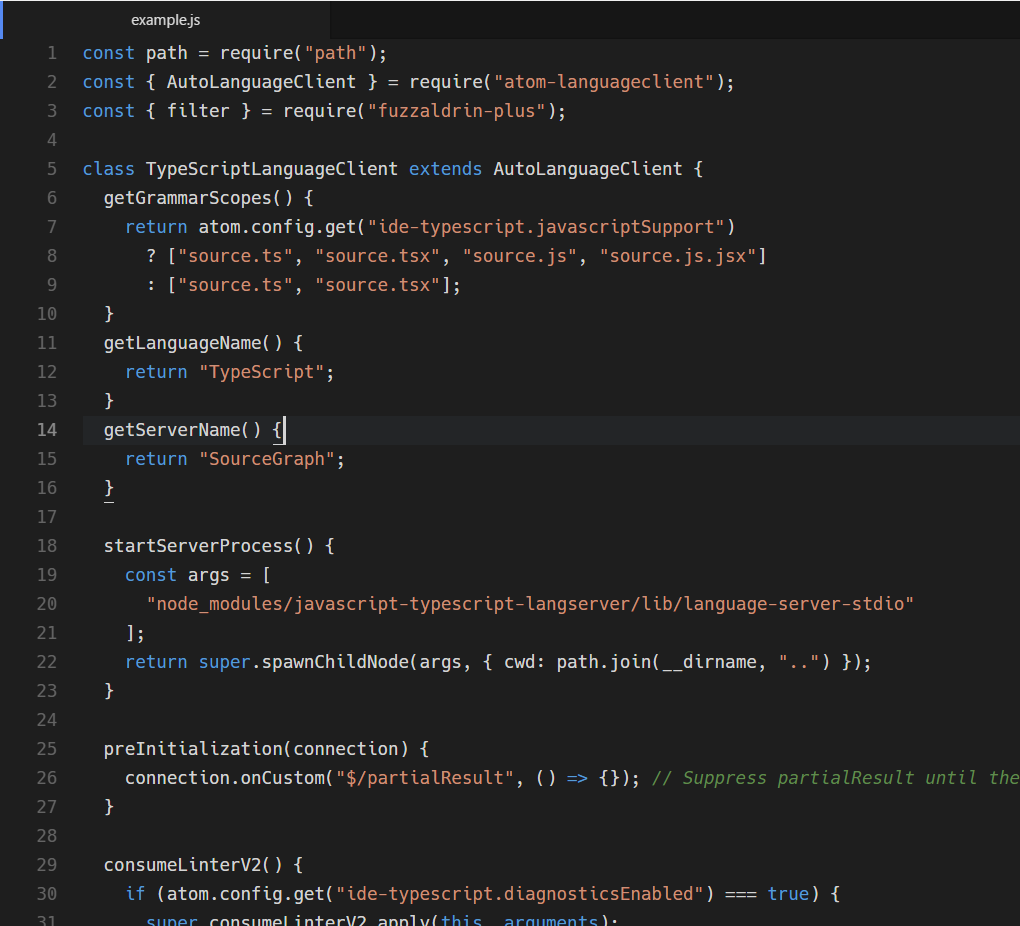 example.js
1 const path = require("path");
2 const { AutoLanguageClient } = require("atom-languageclient");
3 const { filter } = require("fuzzaldrin-plus");
4
5 class TypeScriptLanguageClient extends AutoLanguageClient {
6   getGrammarScopes() {
7     return atom.config.get("ide-typescript.javascriptSupport")
8       ? ["source.ts", "source.tsx", "source.js", "source.js.jsx"]
9       : ["source.ts", "source.tsx"];
10   }
11   getLanguageName() {
12     return "TypeScript";
13   }
14   getServerName() {
15     return "SourceGraph";
16   }
17
18   startServerProcess() {
19     const args = [
20       "node_modules/javascript-typescript-langserver/lib/language-server-stdio"
21     ];
22     return super.spawnChildNode(args, { cwd: path.join(__dirname, "..") });
23   }
24
25   preInitialization(connection) {
26     connection.onCustom("$/partialResult", () => {}); // Suppress partialResult until the
27   }
28
29   consumeLinterV2() {
30     if (atom.config.get("ide-typescript.diagnosticsEnabled") === true) {
31       super.consumeLinterV2.apply(this, arguments);